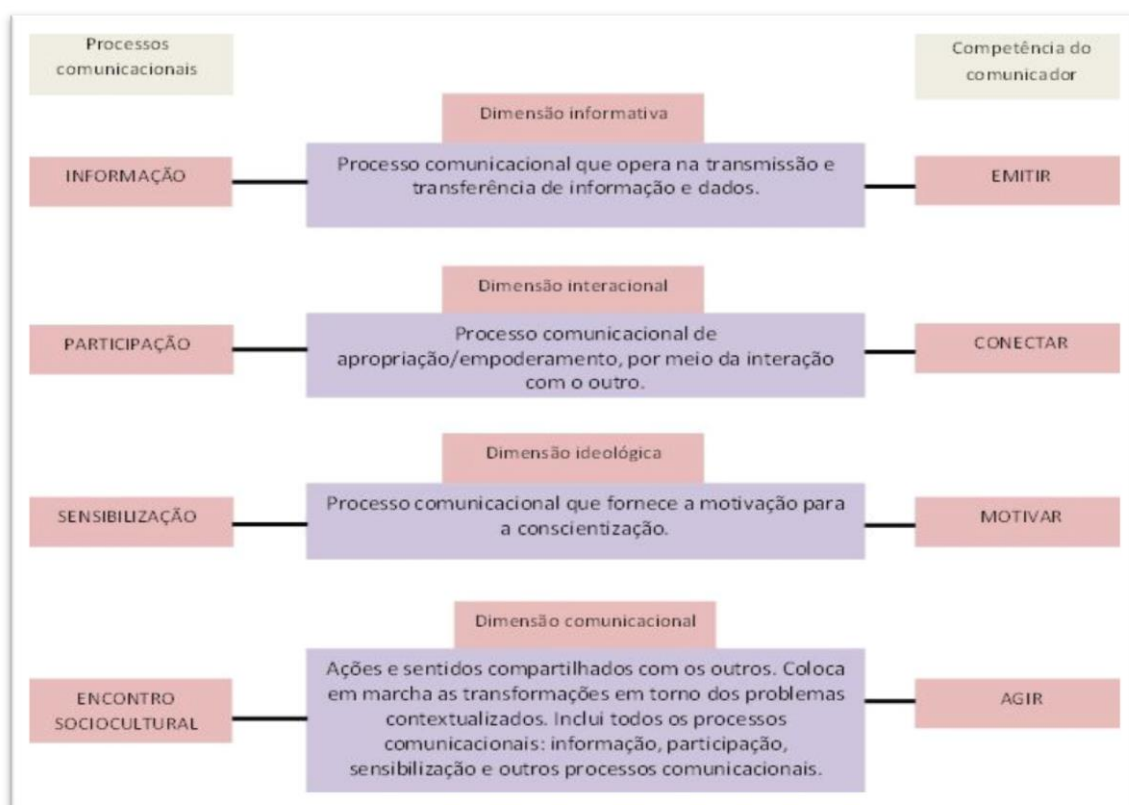 Processos
comunicacionais
Competência do
comunicador
Dimensão informativa
INFORMAÇÃO
Processo comunicacional que opera na transmissão e
transferência de informação e dados.
EMITIR
Dimensão interacional
PARTICIPAÇÃO
Processo comunicacional de
apropriação/empoderamento, por meio da interação
com o outro.
CONECTAR
Dimensão ideológica
SENSIBILIZAÇÃO
Processo comunicacional que fornece a motivação para
a conscientização.
MOTIVAR
Dimensão comunicacional
ENCONTRO
SOCIOCULTURAL
Ações e sentidos compartilhados com os outros. Coloca
em marcha as transformações em torno dos problemas
contextualizados. Inclui todos os processos
comunicacionais: informação, participação,
sensibilização e outros processos comunicacionais.
AGIR